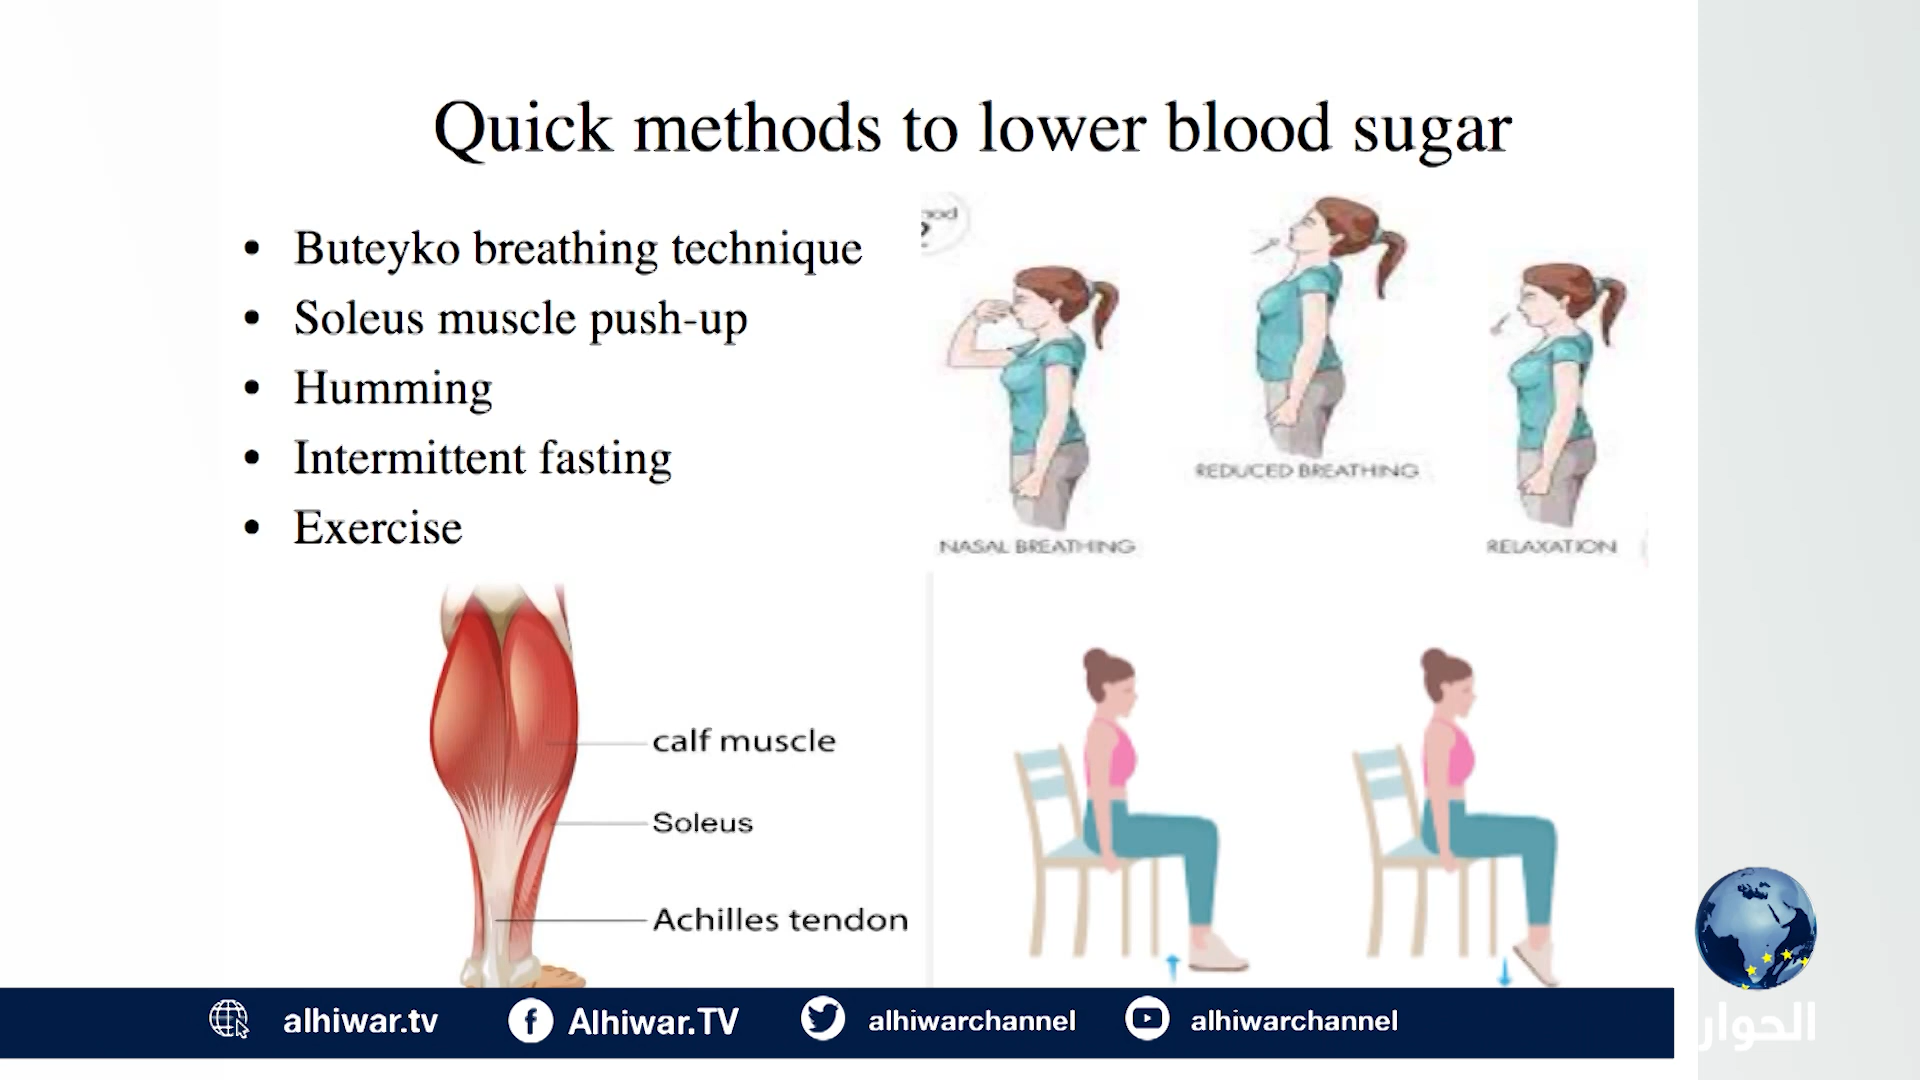 Quick methods to lower blood sugar
• Buteyko breathing technique
• Soleus muscle push-up
• Humming
• Intermittent fasting
• Exercise
?
REDUCED BREATHING
NASAL BREATHING
RELAXATION
calf muscle
Soleus
Achilles tendon
alhiwar.tv
Alhiwar.TV
alhiwarchannel
alhiwarchannel
الحوار